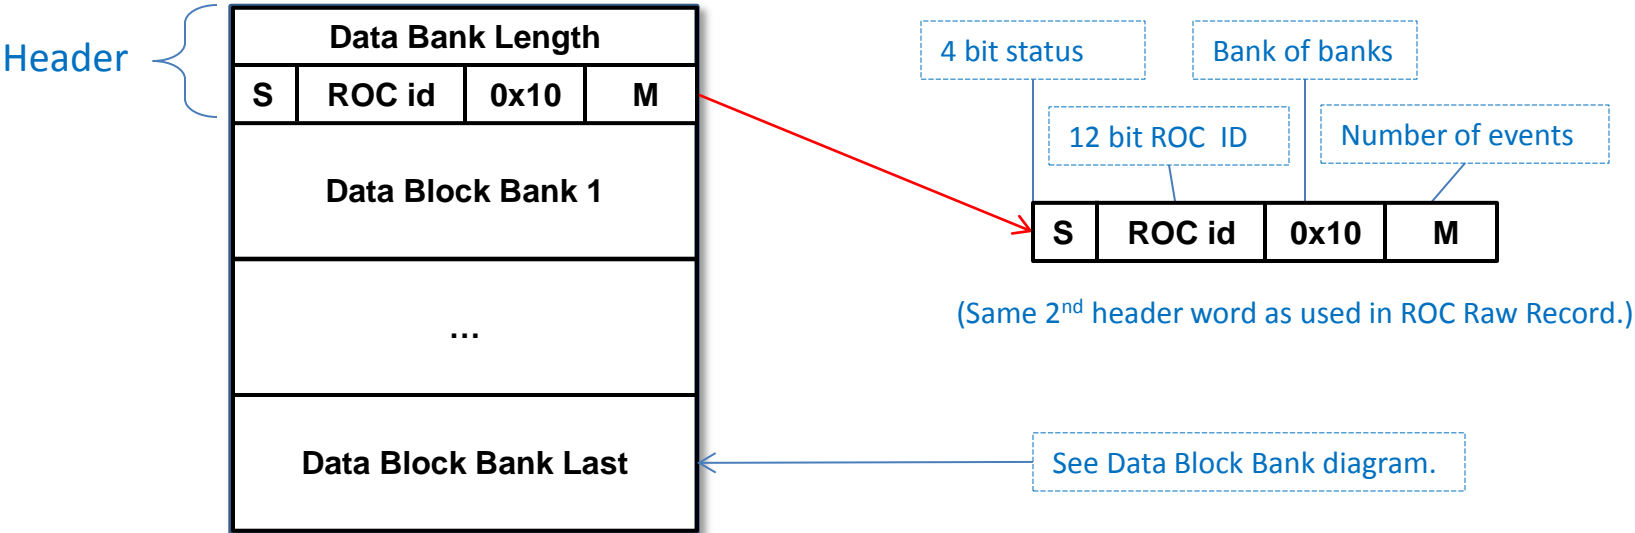 Header
Data Bank Length
S ROC id 0x10 M
Data Block Bank 1
...
Data Block Bank Last
4 bit status
Bank of banks
12 bit ROC ID
Number of events
S ROC id 0x10 M
(Same 2nd header word as used in ROC Raw Record.)
See Data Block Bank diagram.